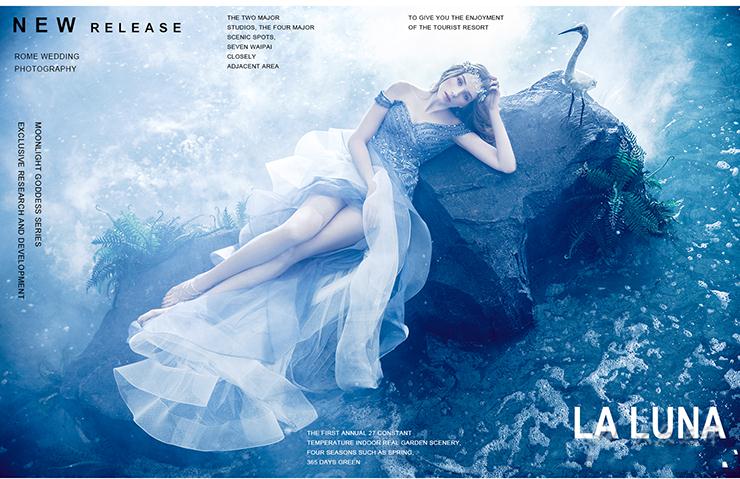 NEW RELEASE
ROME WEDDING
PHOTOGRAPHY
THE TWO MAJOR
STUDIOS, THE FOUR MAJOR
SCENIC SPOTS,
SEVEN WAIPAI
CLOSELY
ADJACENT AREA
TO GIVE YOU THE ENJOYMENT
OF THE TOURIST RESORT
MOONLIGHT GODDESS SERIES
EXCLUSIVE RESEARCH AND DEVELOPMENT
THE FIRST ANNUAL 27 CONSTANT
TEMPERATURE INDOOR REAL GARDEN SCENERY,
FOUR SEASONS SUCH AS SPRING,
365 DAYS GREEN
LA LUNA